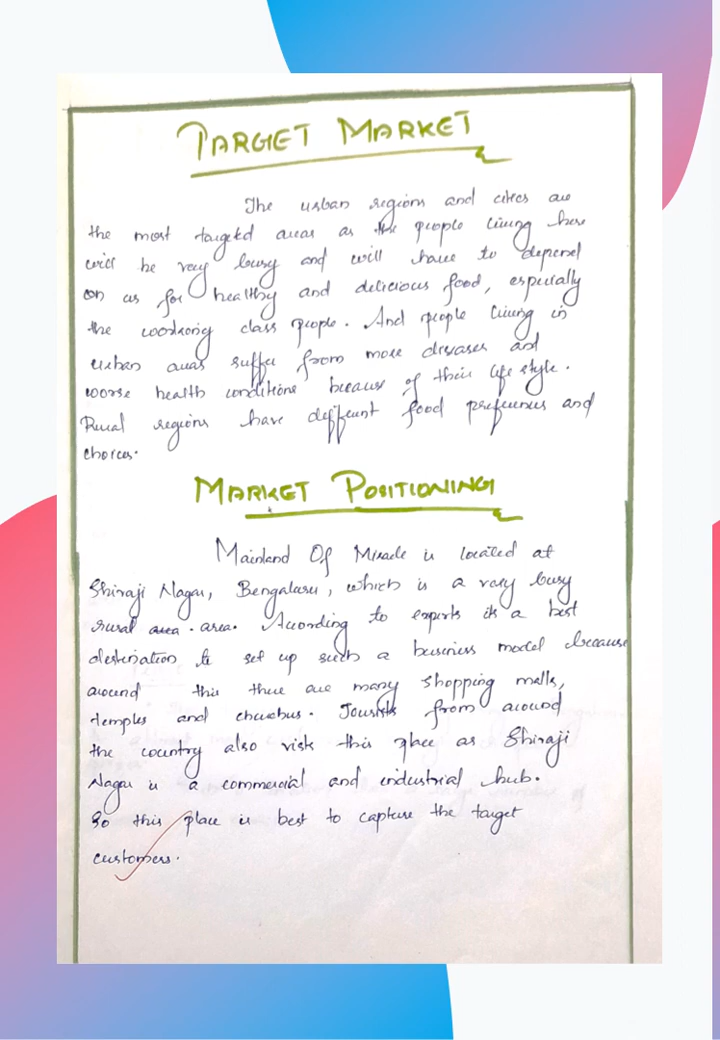 TARGET MARKET
The urban regions and cities are
the most targeted areas as the people living here
will be very busy and will have to depend
on us for healthy and delicious food, especially
the working class people. And people living in
urban areas suffer from more diseases and
worse health conditions because of their life style.
Rural regions have different food preferences and
choices.
MARKET POSITIONING
Mainland Of Miracle is located at
Shivaji Nagar, Bengaluru, which is a very busy
rural area. area. According to experts it's a best
destination to set up such a business model because
around this there are many shopping malls,
temples and churches. Tourists from around
the country also visit this place as Shivaji
Nagar is a commercial and industrial hub.
So this place is best to capture the target
customers.